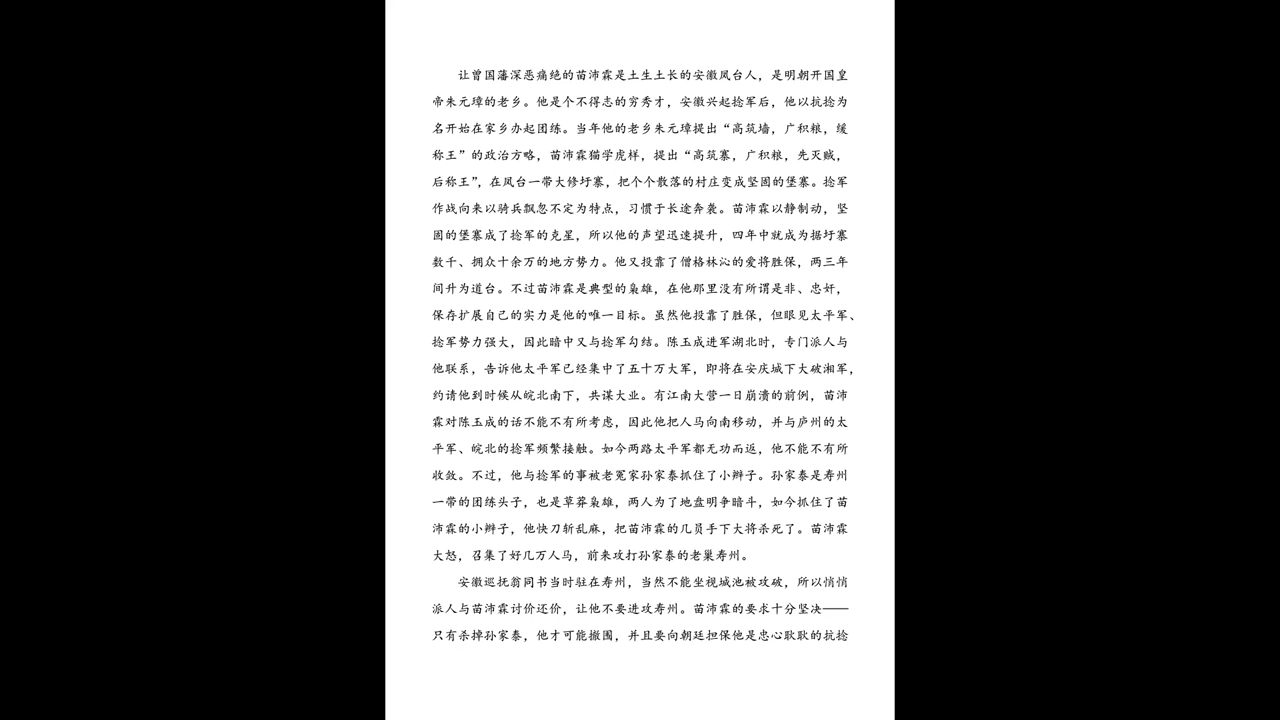 让曾国藩深恶痛绝的苗沛霖是土生土长的安徽凤台人，是明朝开国皇
帝朱元璋的老乡。他是个不得志的穷秀才，安徽兴起捻军后，他以抗捻为
名开始在家乡办起团练。当年他的老乡朱元璋提出“高筑墙，广积粮，缓
称王”的政治方略，苗沛霖猫学虎样，提出“高筑寨，广积粮，先灭贼，
后称王”，在凤台一带大修圩寨，把个个散落的村庄变成坚固的堡寨。捻军
作战向来以骑兵飘忽不定为特点，习惯于长途奔袭。苗沛霖以静制动，坚
固的堡寨成了捻军的克星，所以他的声望迅速提升，四年中就成为据圩寨
数千、拥众十余万的地方势力。他又投靠了僧格林沁的爱将胜保，两三年
间升为道台。不过苗沛霖是典型的枭雄，在他那里没有所谓是非、忠奸，
保存扩展自己的实力是他的唯一目标。虽然他投靠了胜保，但眼见太平军、
捻军势力强大，因此暗中又与捻军勾结。陈玉成进军湖北时，专门派人与
他联系，告诉他太平军已经集中了五十万大军，即将在安庆城下大破湘军，
约请他到时候从皖北南下，共谋大业。有江南大营一日崩溃的前例，苗沛
霖对陈玉成的话不能不有所考虑，因此他把人马向南移动，并与庐州的太
平军、皖北的捻军频繁接触。如今两路太平军都无功而返，他不能不有所
收敛。不过，他与捻军的事被老冤家孙家泰抓住了小辫子。孙家泰是寿州
一带的团练头子，也是草莽枭雄，两人为了地盘明争暗斗，如今抓住了苗
沛霖的小辫子，他快刀斩乱麻，把苗沛霖的几员手下大将杀死了。苗沛霖
大怒，召集了好几万人马，前来攻打孙家泰的老巢寿州。
安徽巡抚翁同书当时驻在寿州，当然不能坐视城池被攻破，所以悄悄
派人与苗沛霖讨价还价，让他不要进攻寿州。苗沛霖的要求十分坚决——
只有杀掉孙家泰，他才可能撤围，并且要向朝廷担保他是忠心耿耿的抗捻